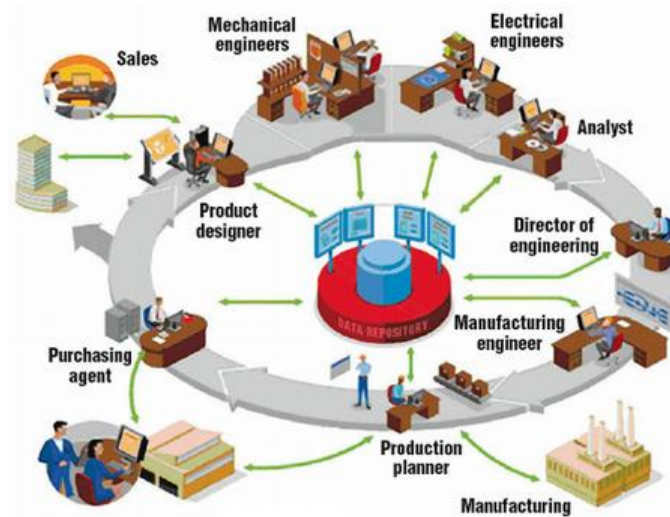 Mechanical
engineers
Electrical
engineers
Sales
Analyst
Product
designer
Director of
engineering
DATA REPOSITORY
Manufacturing
engineer
Purchasing
agent
Production
planner
Manufacturing